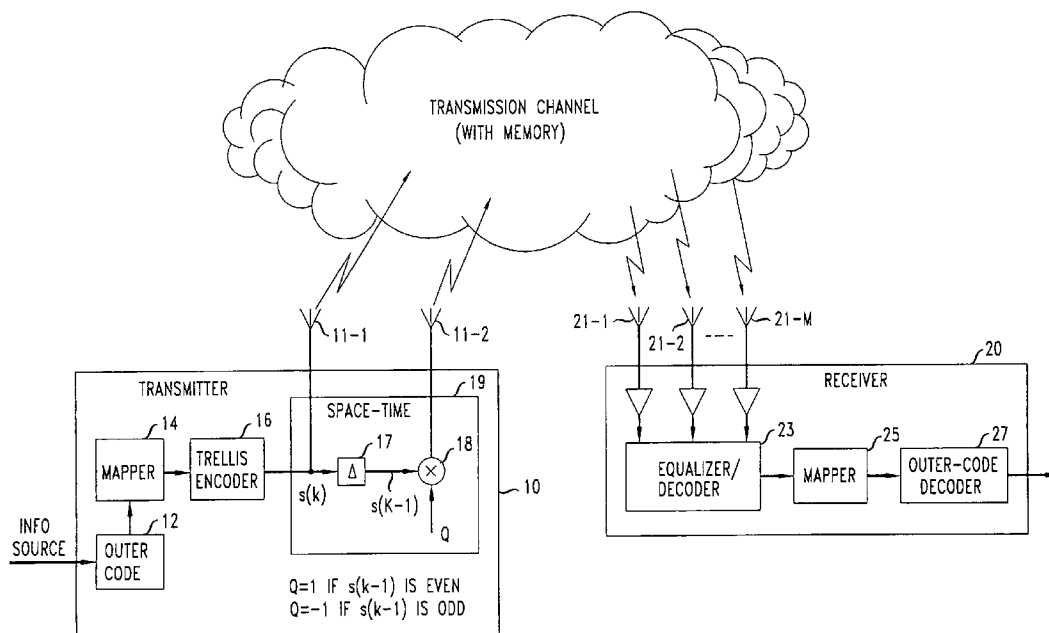 TRANSMISSION CHANNEL
(WITH MEMORY)
11-1
11-2
21-1
21-2
21-M
20
TRANSMITTER
19
RECEIVER
SPACE-TIME
14
16
17
18
23
25
27
MAPPER
TRELLIS
ENCODER
Δ
×
EQUALIZER/
DECODER
MAPPER
OUTER-CODE
DECODER
s(k)
s(K-1)
10
INFO
SOURCE
12
OUTER
CODE
Q
Q=1 IF s(k-1) IS EVEN
Q=-1 IF s(k-1) IS ODD